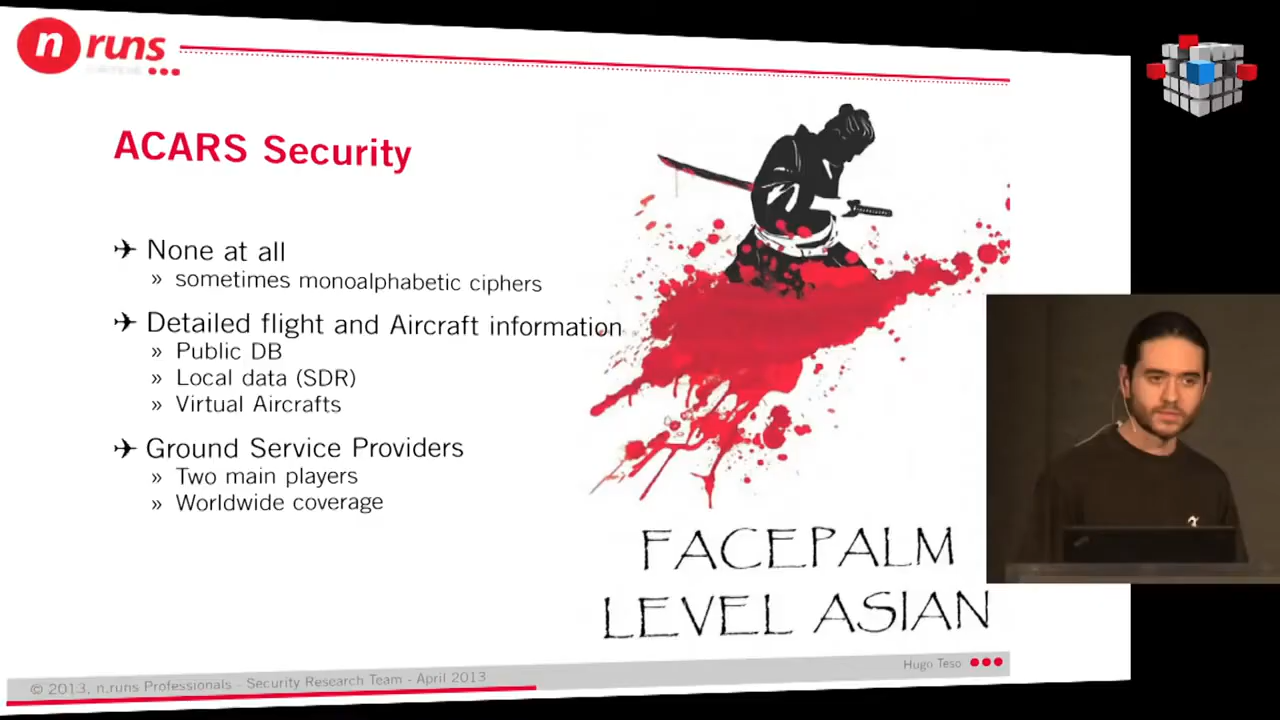 n runs
ACARS Security
None at all
» sometimes monoalphabetic ciphers
Detailed flight and Aircraft information
» Public DB
» Local data (SDR)
» Virtual Aircrafts
Ground Service Providers
» Two main players
» Worldwide coverage
FACEPALM
LEVEL ASIAN
Hugo Teso
© 2013, n.runs Professionals - Security Research Team - April 2013